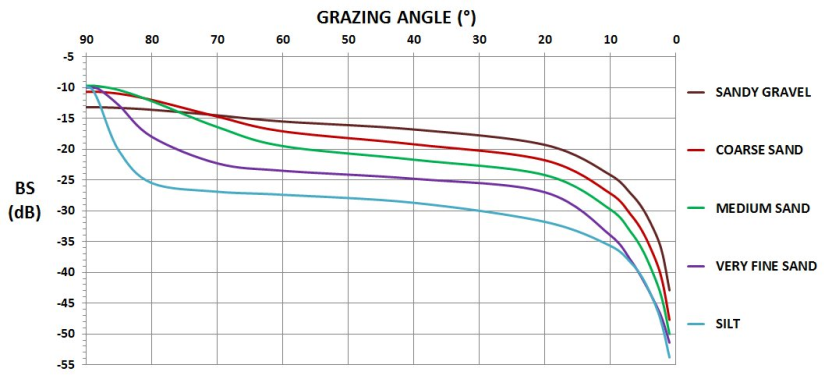 GRAZING ANGLE (°)
90 80 70 60 50 40 30 20 10 0
-5
-10
-15
-20
-25
-30
-35
-40
-45
-50
-55
BS
(dB)
SANDY GRAVEL
COARSE SAND
MEDIUM SAND
VERY FINE SAND
SILT